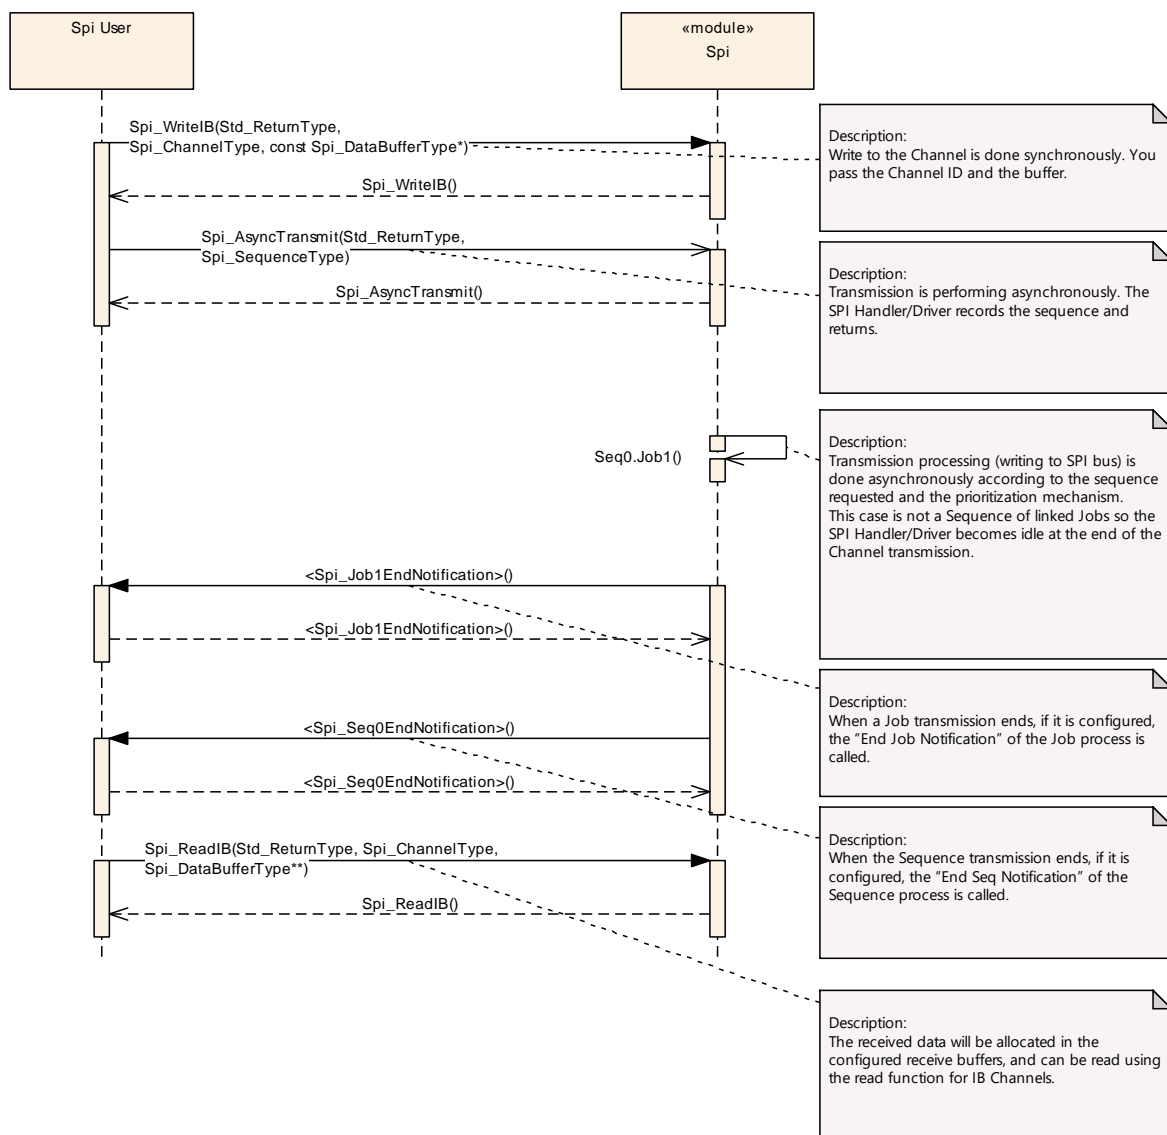 Spi User
«module»
Spi
Spi_WriteIB(Std_ReturnType,
Spi_ChannelType, const Spi_DataBufferType*)
Description:
Write to the Channel is done synchronously. You
pass the Channel ID and the buffer.
Spi_WriteIB()
Spi_AsyncTransmit(Std_ReturnType,
Spi_SequenceType)
Description:
Transmission is performing asynchronously. The
SPI Handler/Driver records the sequence and
returns.
Spi_AsyncTransmit()
Seq0.Job1()
Description:
Transmission processing (writing to SPI bus) is
done asynchronously according to the sequence
requested and the prioritization mechanism.
This case is not a Sequence of linked Jobs so the
SPI Handler/Driver becomes idle at the end of the
Channel transmission.
<Spi_Job1EndNotification>()
<Spi_Job1EndNotification>()
Description:
When a Job transmission ends, if it is configured,
the "End Job Notification" of the Job process is
called.
<Spi_Seq0EndNotification>()
<Spi_Seq0EndNotification>()
Description:
When the Sequence transmission ends, if it is
configured, the "End Seq Notification" of the
Sequence process is called.
Spi_ReadIB(Std_ReturnType, Spi_ChannelType,
Spi_DataBufferType**)
Spi_ReadIB()
Description:
The received data will be allocated in the
configured receive buffers, and can be read using
the read function for IB Channels.